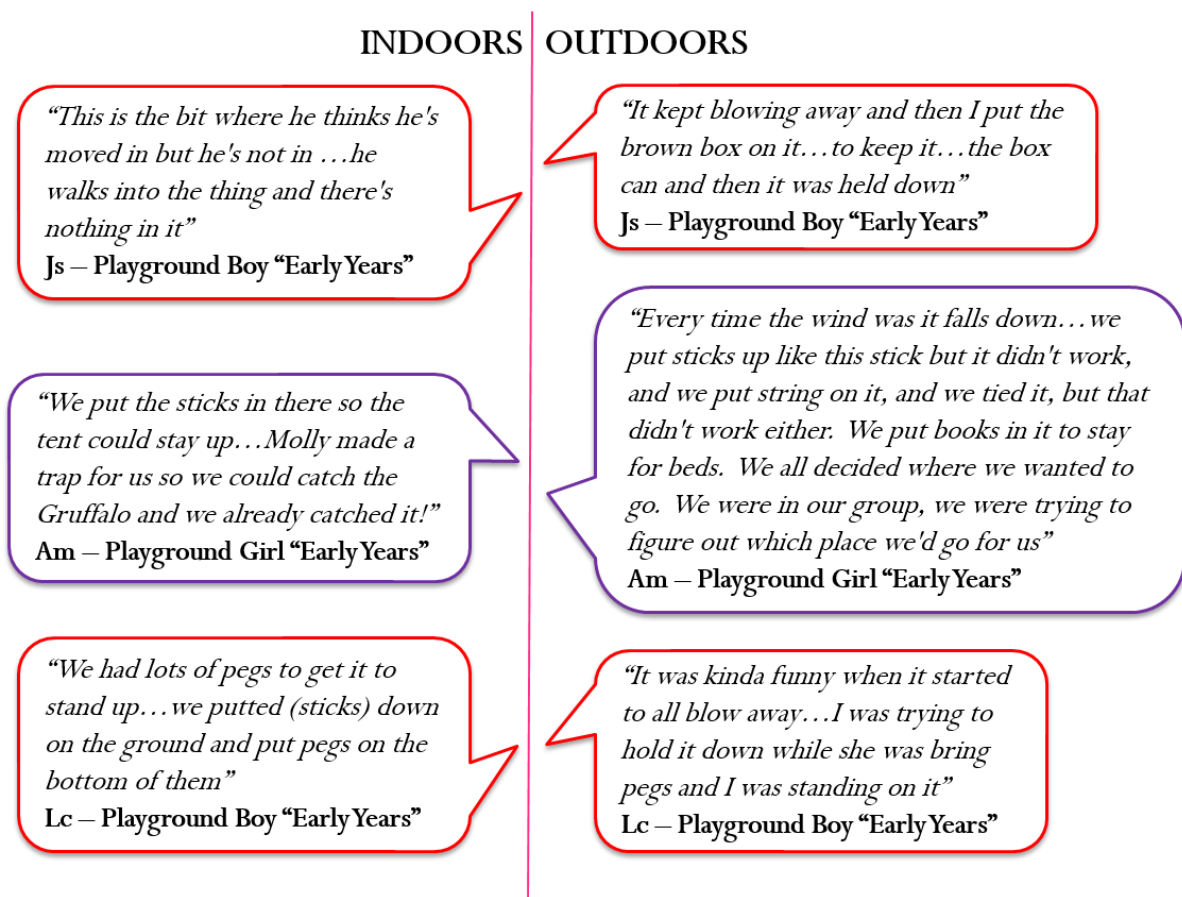 INDOORS OUTDOORS
“This is the bit where he thinks he's
moved in but he's not in …he
walks into the thing and there's
nothing in it”
Js – Playground Boy “Early Years”
“It kept blowing away and then I put the
brown box on it…to keep it…the box
can and then it was held down”
Js – Playground Boy “Early Years”
“We put the sticks in there so the
tent could stay up…Molly made a
trap for us so we could catch the
Gruffalo and we already catched it!”
Am – Playground Girl “Early Years”
“Every time the wind was it falls down…we
put sticks up like this stick but it didn't work,
and we put string on it, and we tied it, but that
didn't work either.  We put books in it to stay
for beds.  We all decided where we wanted to
go.  We were in our group, we were trying to
figure out which place we'd go for us”
Am – Playground Girl “Early Years”
“We had lots of pegs to get it to
stand up…we putted (sticks) down
on the ground and put pegs on the
bottom of them”
Lc – Playground Boy “Early Years”
“It was kinda funny when it started
to all blow away…I was trying to
hold it down while she was bring
pegs and I was standing on it”
Lc – Playground Boy “Early Years”